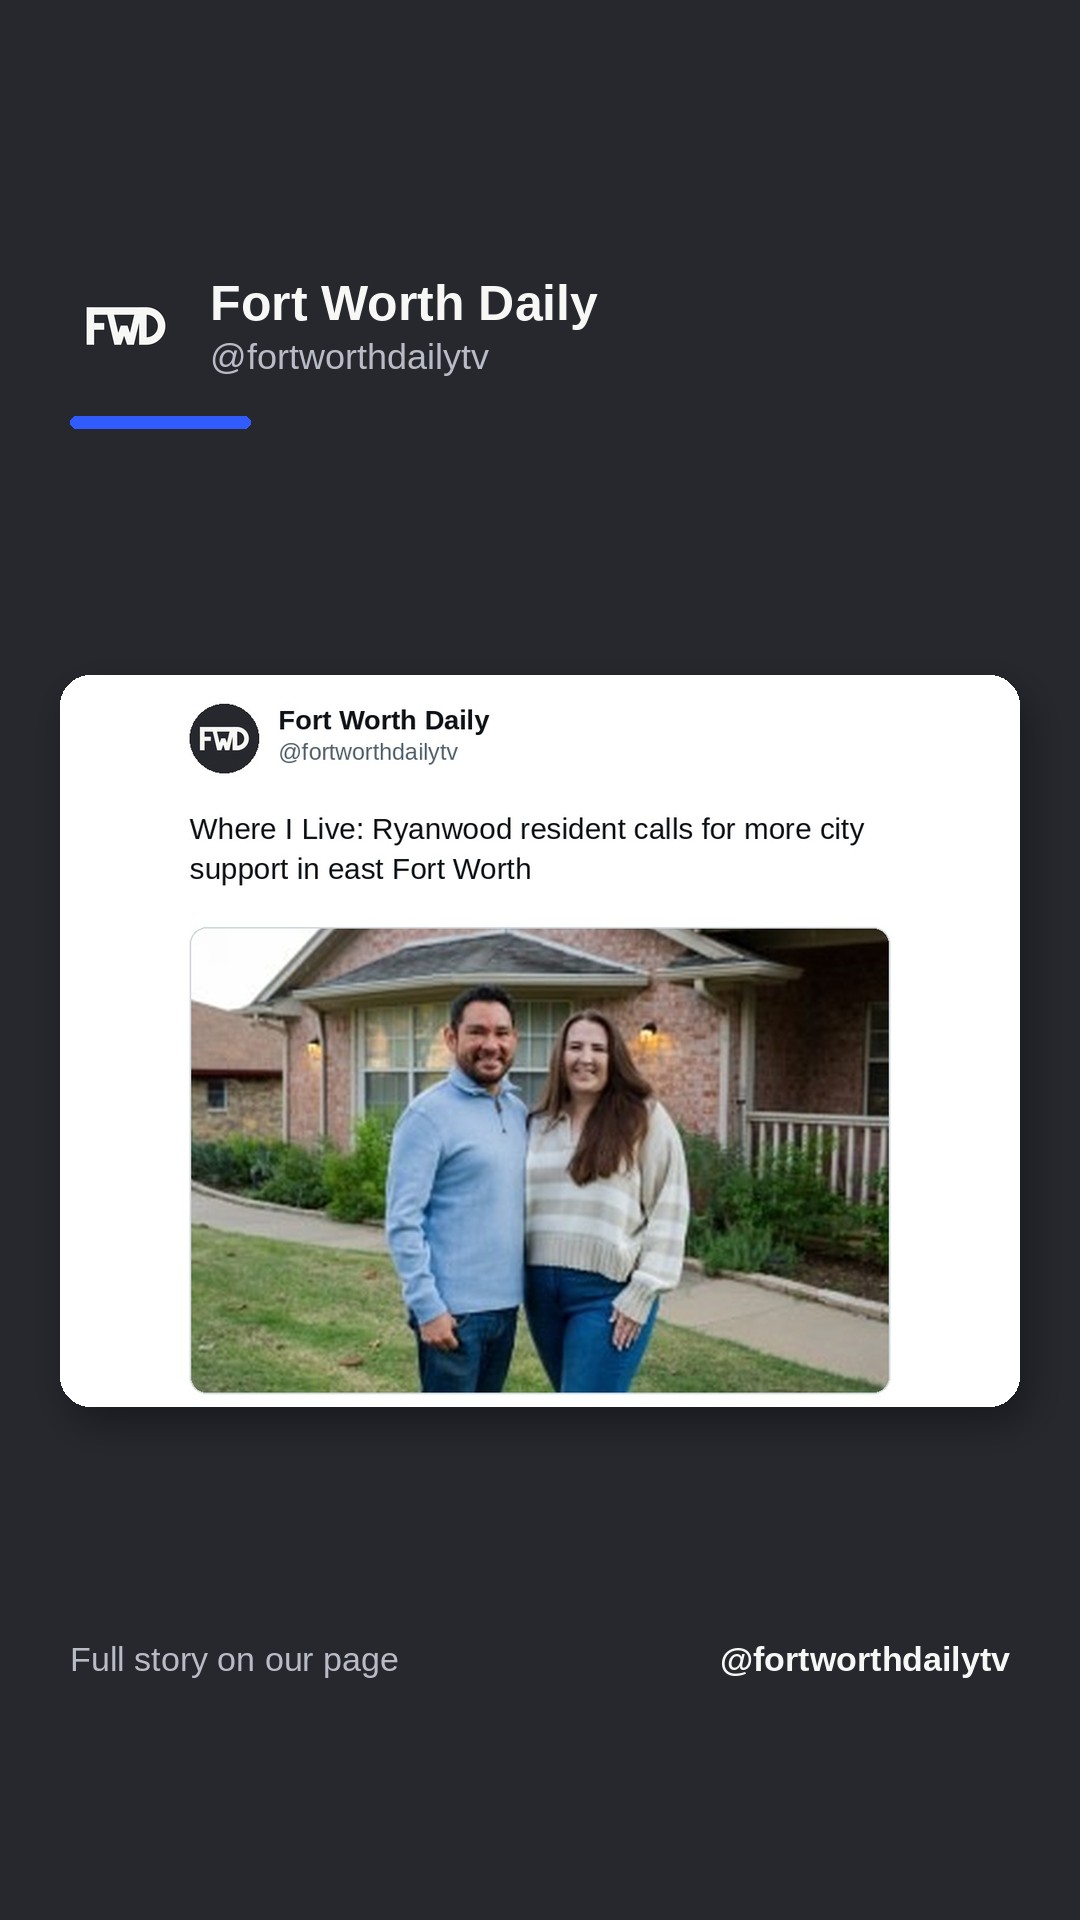 FWD
Fort Worth Daily
@fortworthdailytv
FWD
Fort Worth Daily
@fortworthdailytv
Where I Live: Ryanwood resident calls for more city
support in east Fort Worth
Full story on our page
@fortworthdailytv